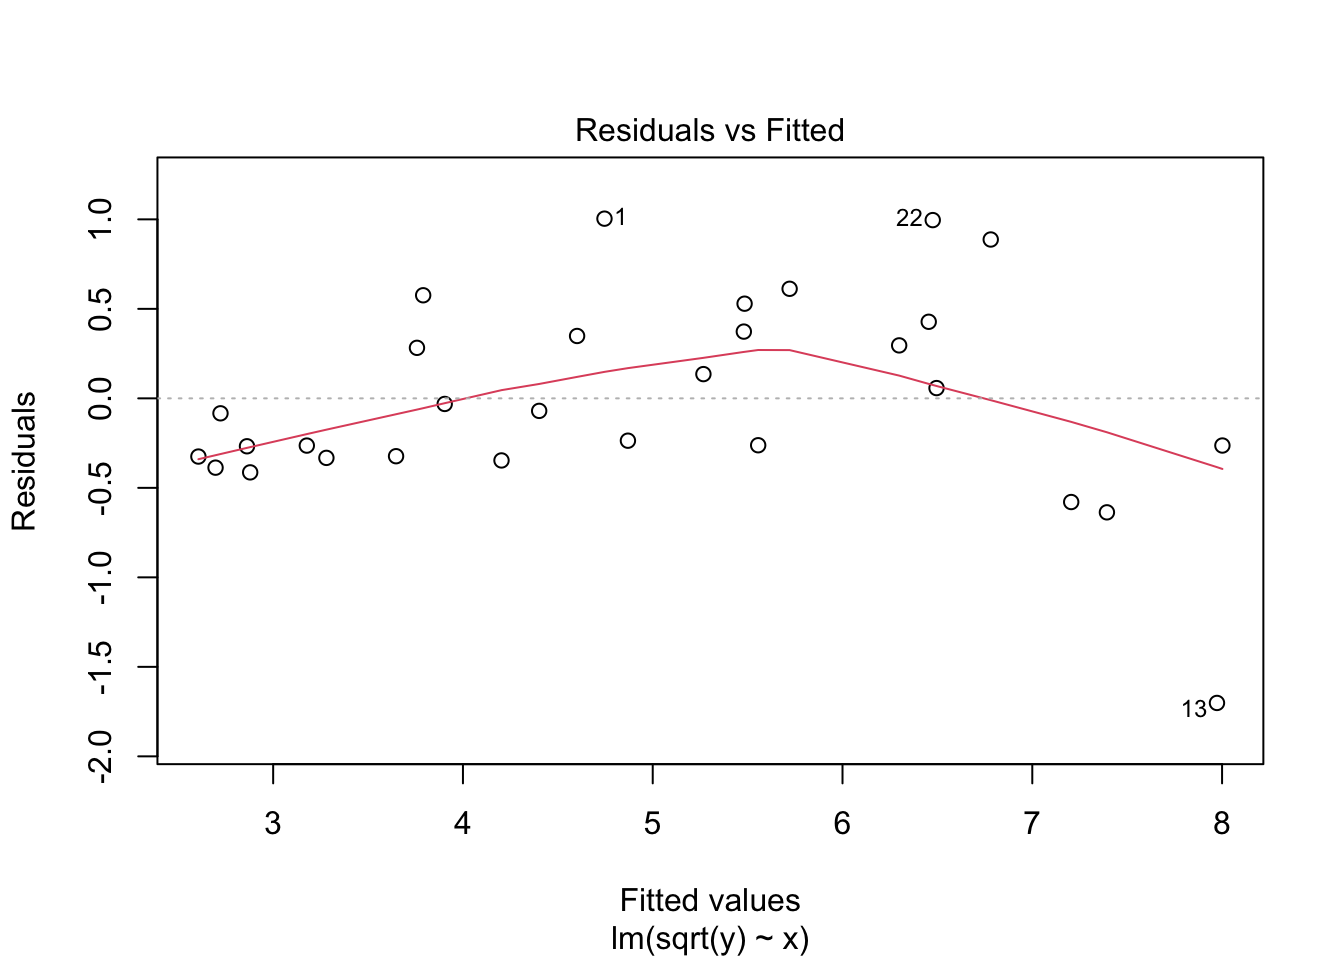 Residuals vs Fitted
1.0
0.5
0.0
-0.5
-1.0
-1.5
-2.0
Residuals
1
22
13
3 4 5 6 7 8
Fitted values
lm(sqrt(y) ~ x)